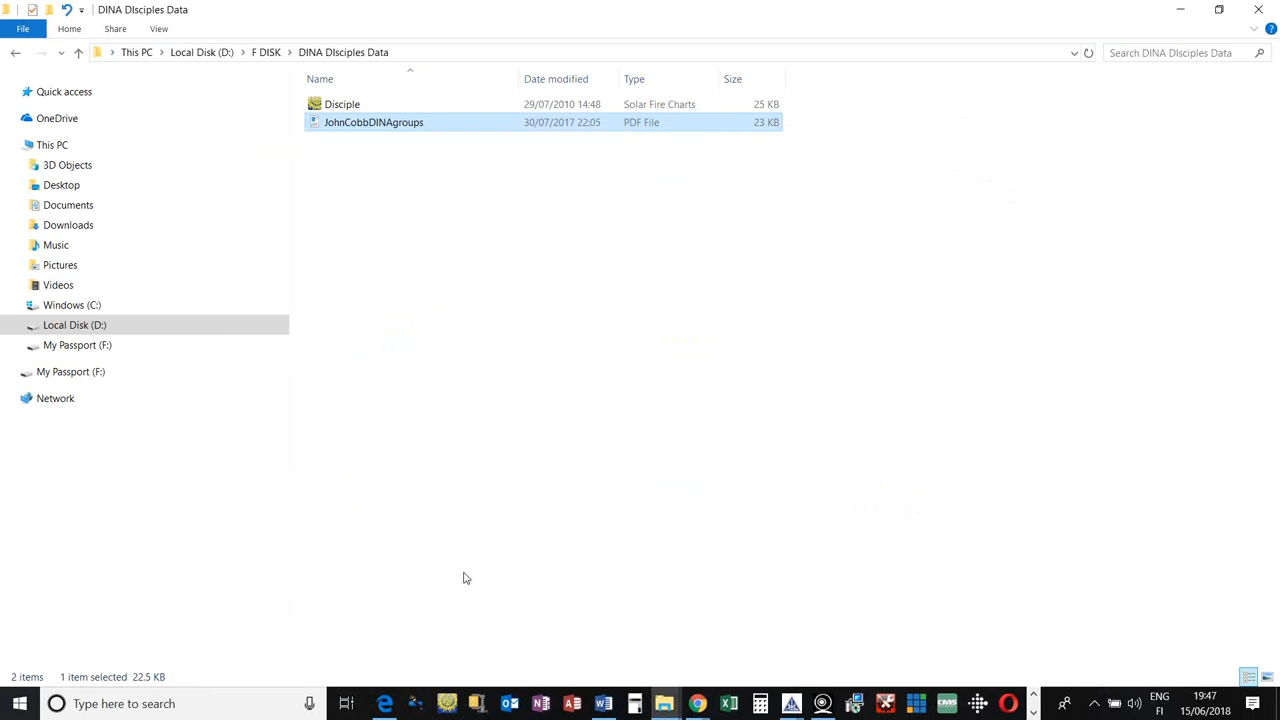 DINA DIsciples Data
File Home Share View
This PC Local Disk (D:) F DISK DINA DIsciples Data
Search DINA DIsciples Data
Name Date modified Type Size
Disciple 29/07/2010 14:48 Solar Fire Charts 25 KB
JohnCobbDINAgroups 30/07/2017 22:05 PDF File 23 KB
Quick access
OneDrive
This PC
3D Objects
Desktop
Documents
Downloads
Music
Pictures
Videos
Windows (C:)
Local Disk (D:)
My Passport (F:)
My Passport (F:)
Network
2 items 1 item selected 22.5 KB
Type here to search
CMS
ENG
FI
19:47
15/06/2018